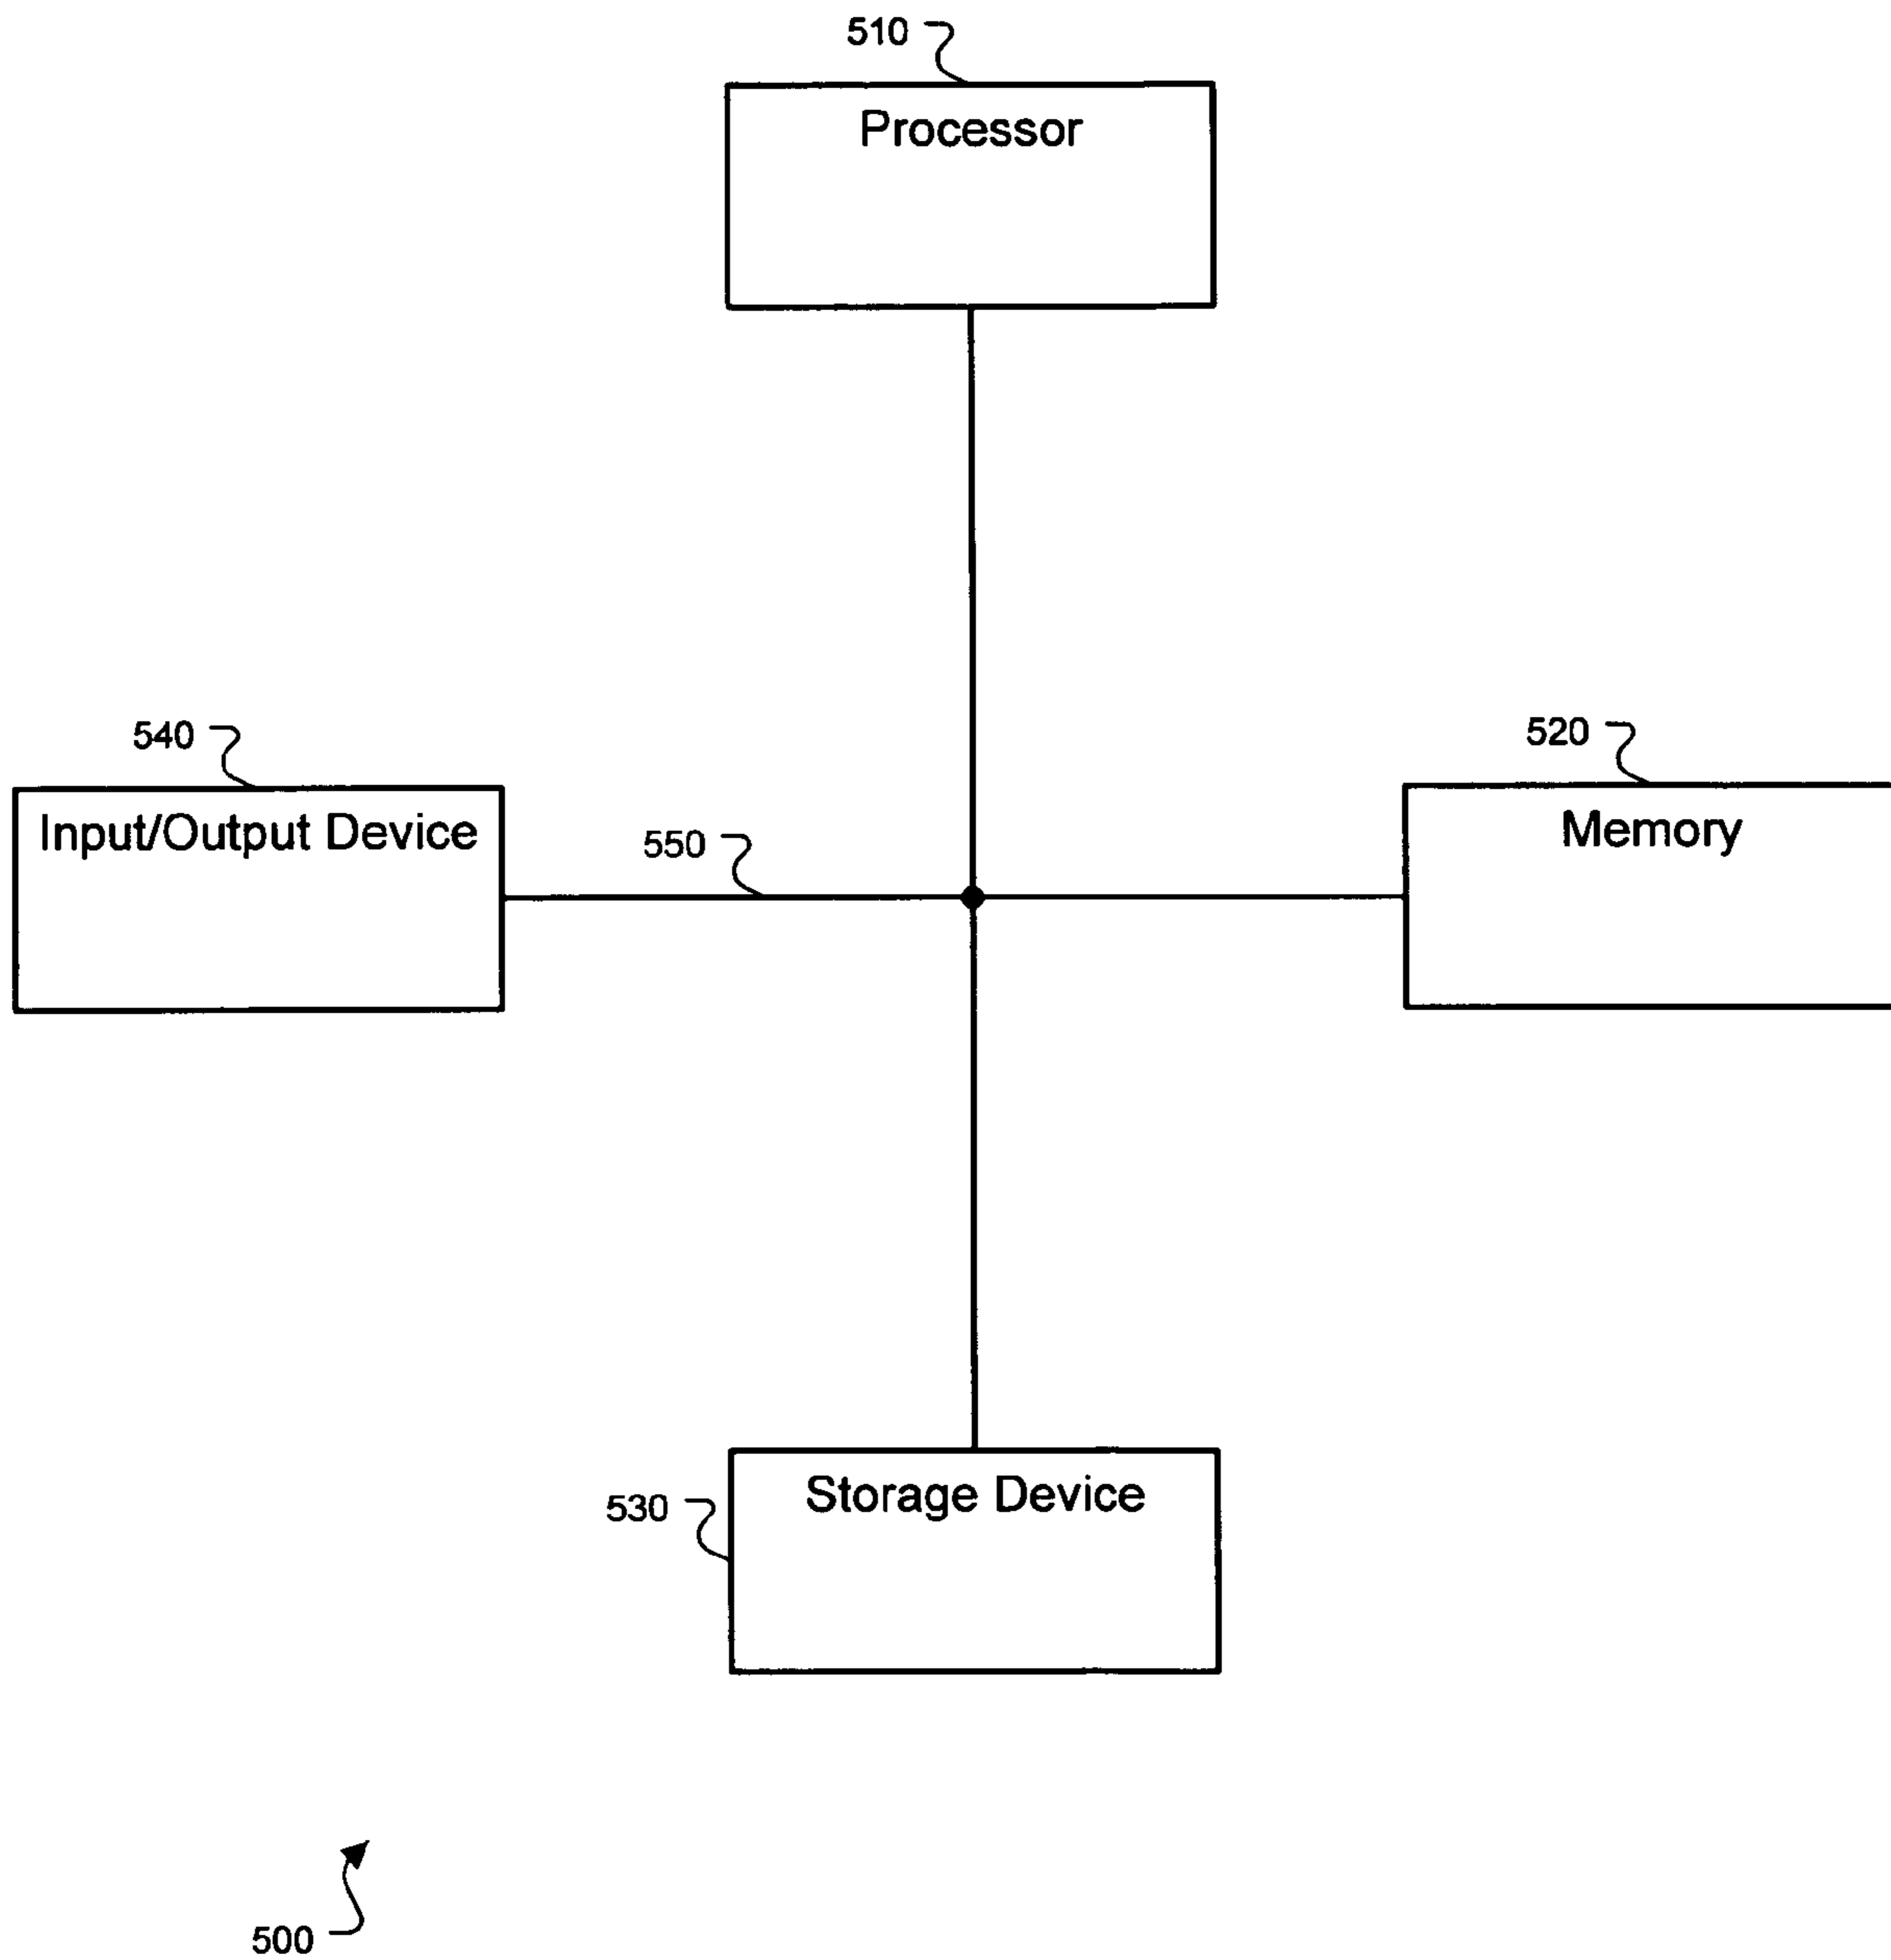 510
Processor
540
520
Input/Output Device
550
Memory
530
Storage Device
500